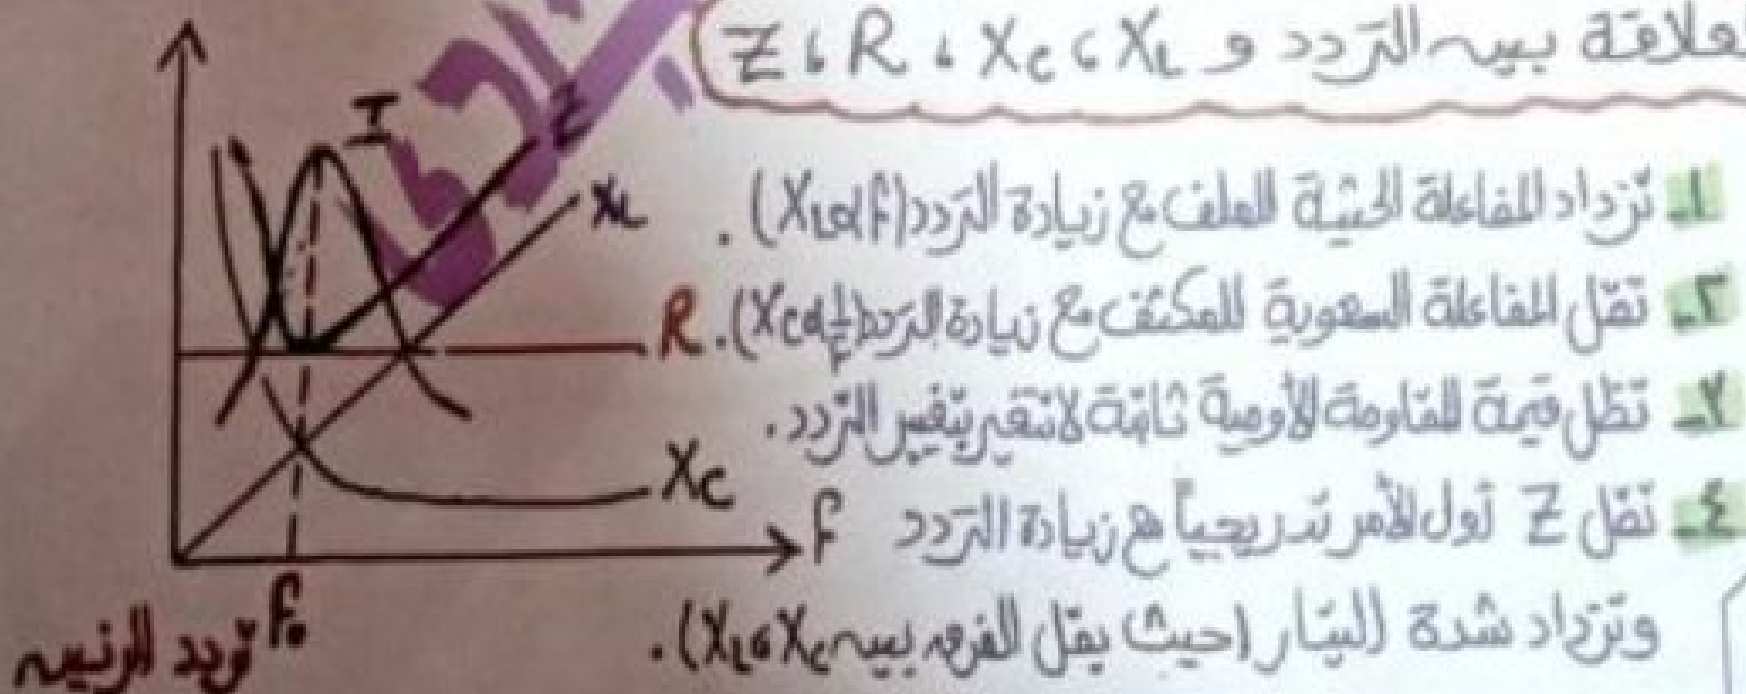 علاقة بين التردد و Z ، R ، Xc ، XL
١- تزداد المفاعلة الحثية للملف مع زيادة التردد (XL α f) .
٢- تقل المفاعلة السعوية للمكثف مع زيادة التردد (Xc α 1/F) .
٣- تظل قيمة المقاومة الأومية ثابتة لا تتغير بتغير التردد .
٤- تقل Z أول الأمر تدريجياً مع زيادة التردد
وتزداد شدة التيار (حيث يقل الفرق بين XL ، Xc) .
I
Z
XL
R
Xc
f
f₀
تردد الرنين